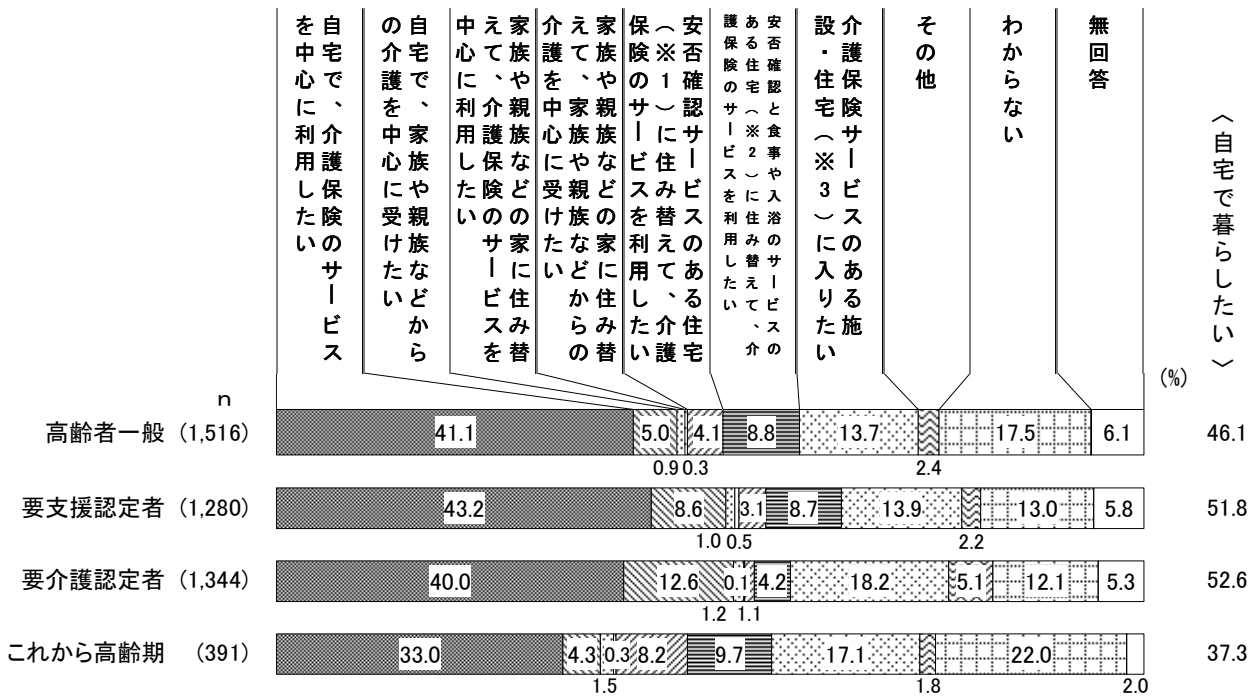 自宅で、介護保険のサービス
を中心に利用したい
自宅で、家族や親族などから
の介護を中心に受けたい
家族や親族などの家に住み替
えて、介護保険のサービスを
中心に利用したい
家族や親族などの家に住み替
えて、家族や親族などからの
介護を中心に受けたい
安否確認サービスのある住宅
（※１）に住み替えて、介護
保険のサービスを利用したい
安否確認と食事や入浴のサービスの
ある住宅（※２）に住み替えて、介
護保険のサービスを利用したい
介護保険サービスのある施
設・住宅（※３）に入りたい
その他
わからない
無回答
〈自宅で暮らしたい〉
(%)
n
高齢者一般 (1,516) 41.1 5.0 4.1 8.8 13.7 17.5 6.1 46.1
0.9 0.3 2.4
要支援認定者 (1,280) 43.2 8.6 3.1 8.7 13.9 13.0 5.8 51.8
1.0 0.5 2.2
要介護認定者 (1,344) 40.0 12.6 0.1 4.2 18.2 5.1 12.1 5.3 52.6
1.2 1.1
これから高齢期 (391) 33.0 4.3 0.3 8.2 9.7 17.1 22.0 37.3
1.5 1.8 2.0